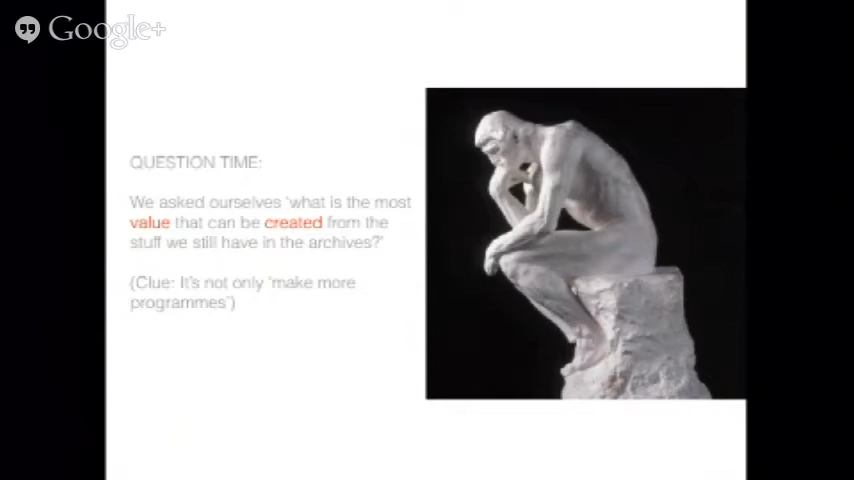 Google+
QUESTION TIME:
We asked ourselves 'what is the most
value that can be created from the
stuff we still have in the archives?'
(Clue: It's not only 'make more
programmes')